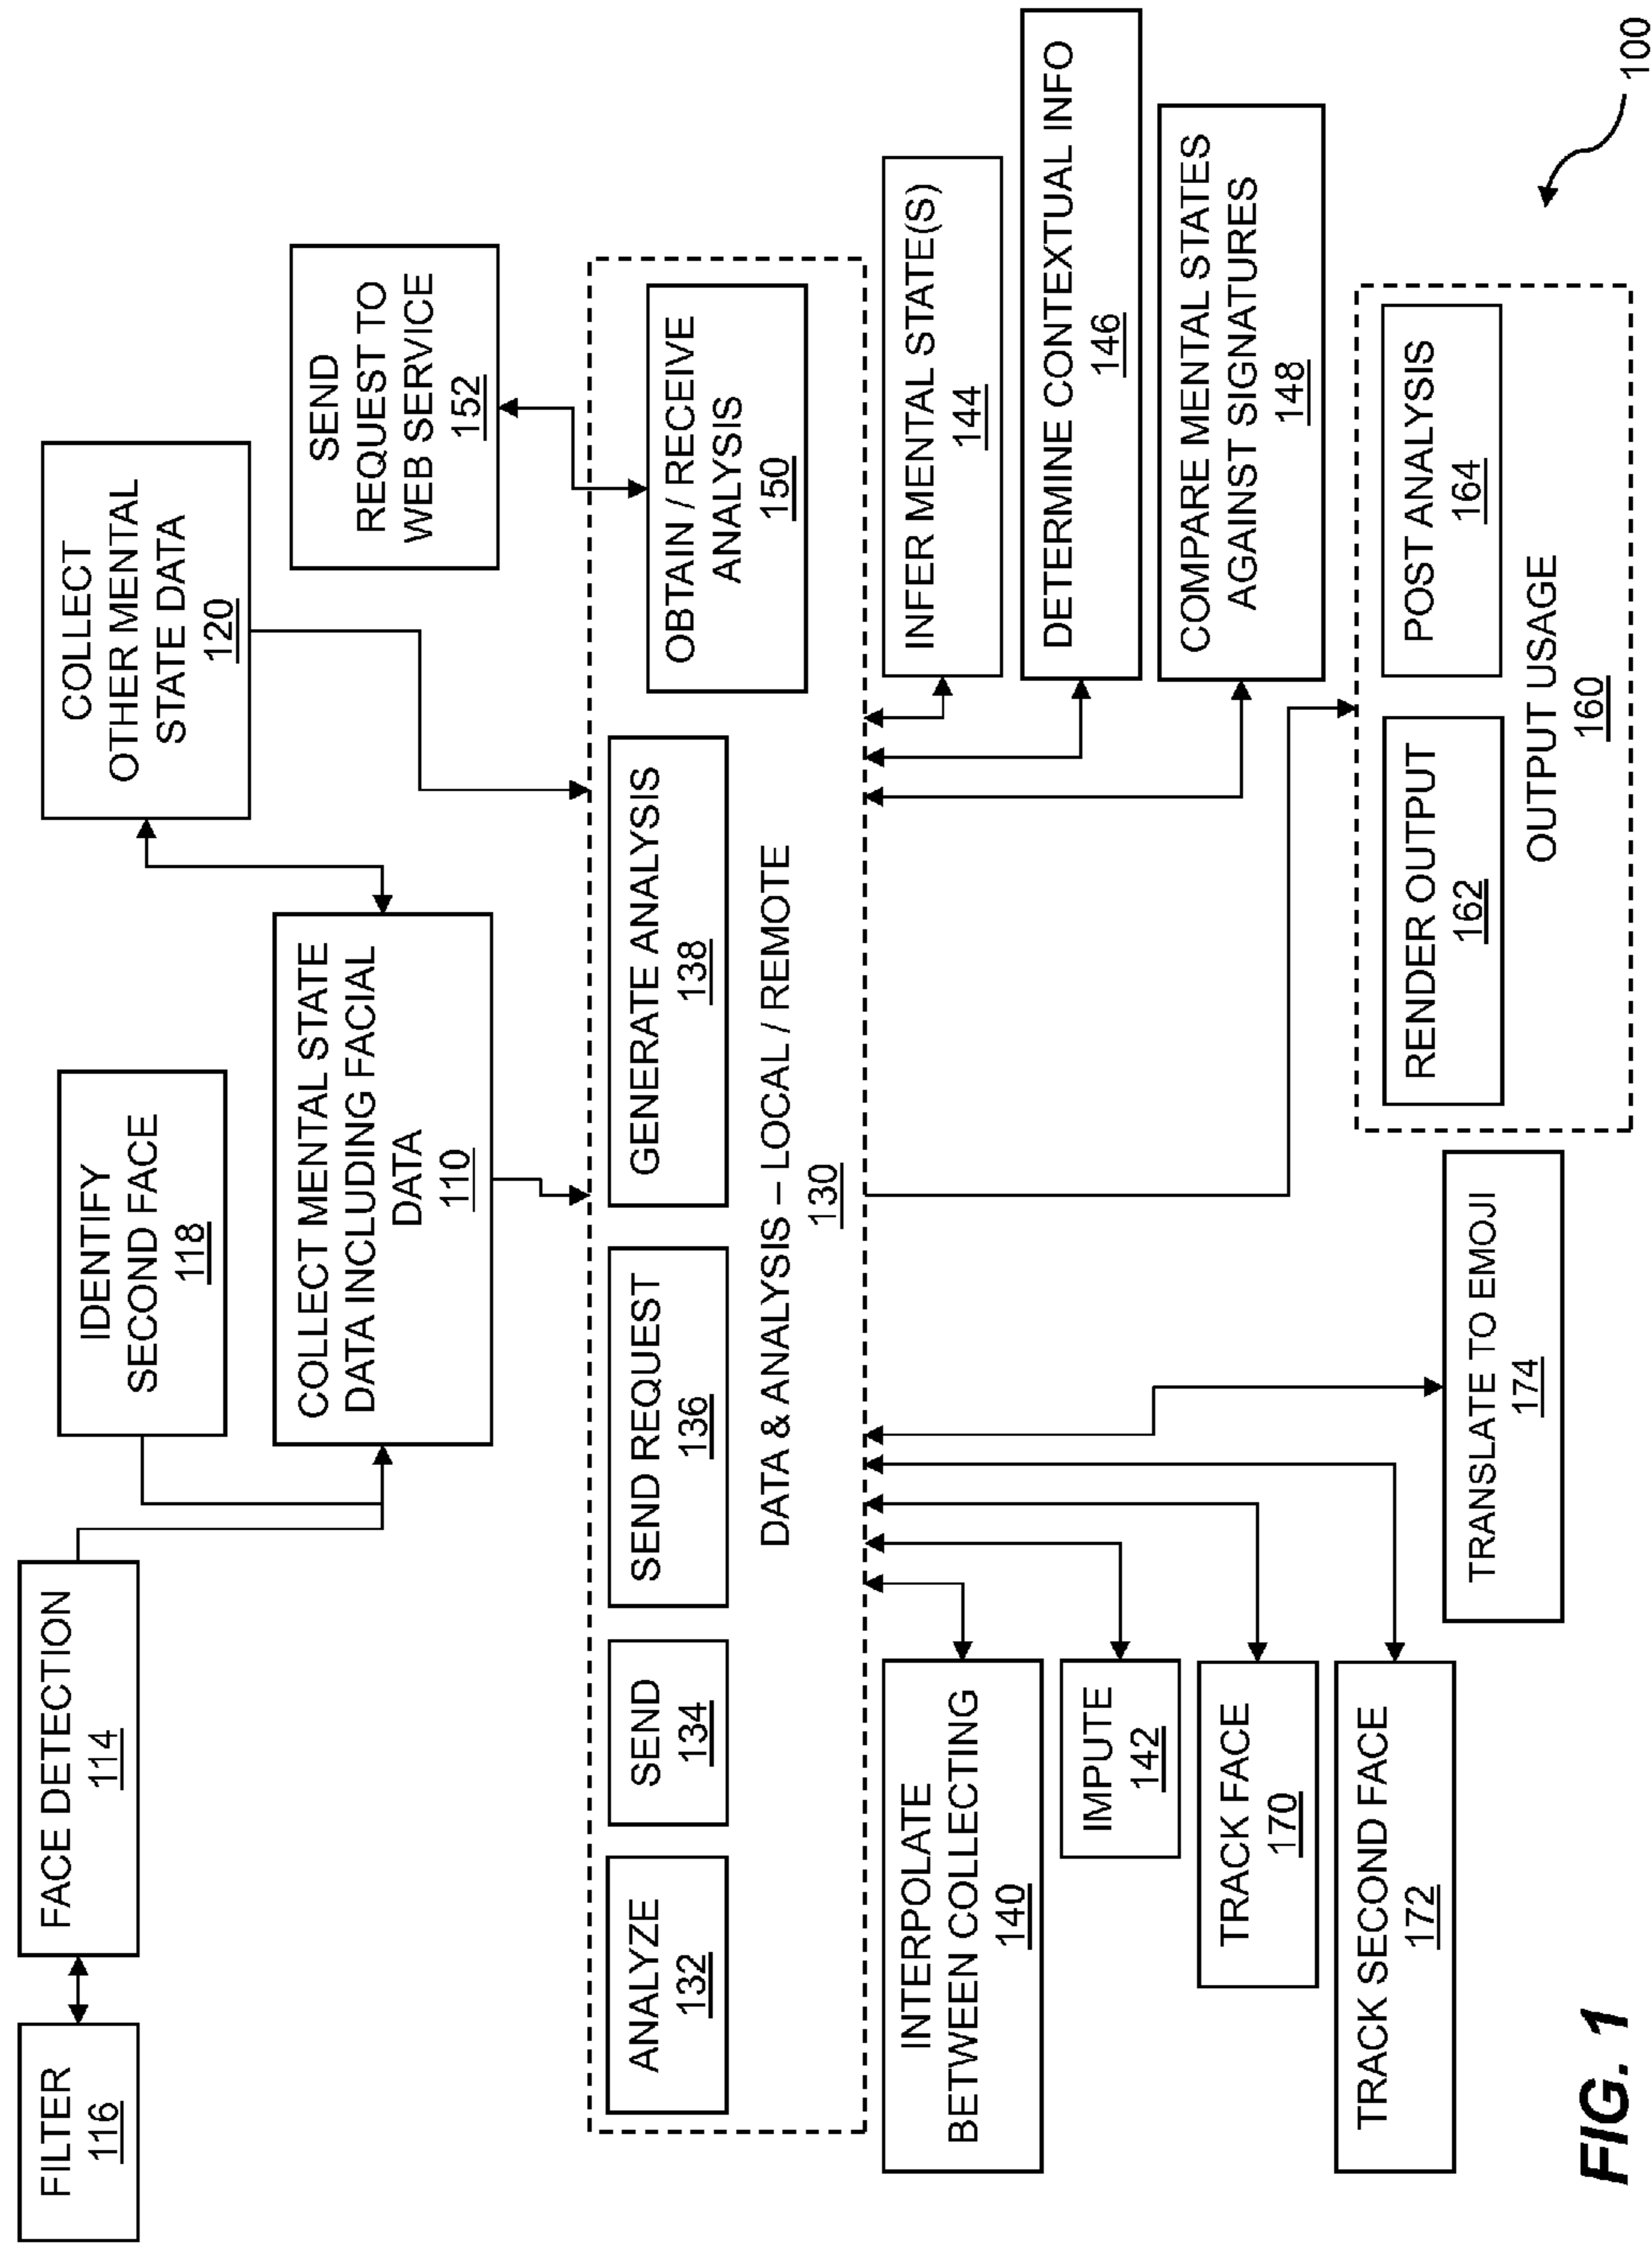 FILTER
116
FACE DETECTION
114
IDENTIFY
SECOND FACE
118
COLLECT
OTHER MENTAL
STATE DATA
120
COLLECT MENTAL STATE
DATA INCLUDING FACIAL
DATA
110
SEND
REQUEST TO
WEB SERVICE
152
ANALYZE
132
SEND
134
SEND REQUEST
136
GENERATE ANALYSIS
138
OBTAIN / RECEIVE
ANALYSIS
150
DATA & ANALYSIS – LOCAL / REMOTE
130
INTERPOLATE
BETWEEN COLLECTING
140
IMPUTE
142
TRACK FACE
170
TRACK SECOND FACE
172
TRANSLATE TO EMOJI
174
INFER MENTAL STATE(S)
144
DETERMINE CONTEXTUAL INFO
146
COMPARE MENTAL STATES
AGAINST SIGNATURES
148
RENDER OUTPUT
162
POST ANALYSIS
164
OUTPUT USAGE
160
FIG. 1
100